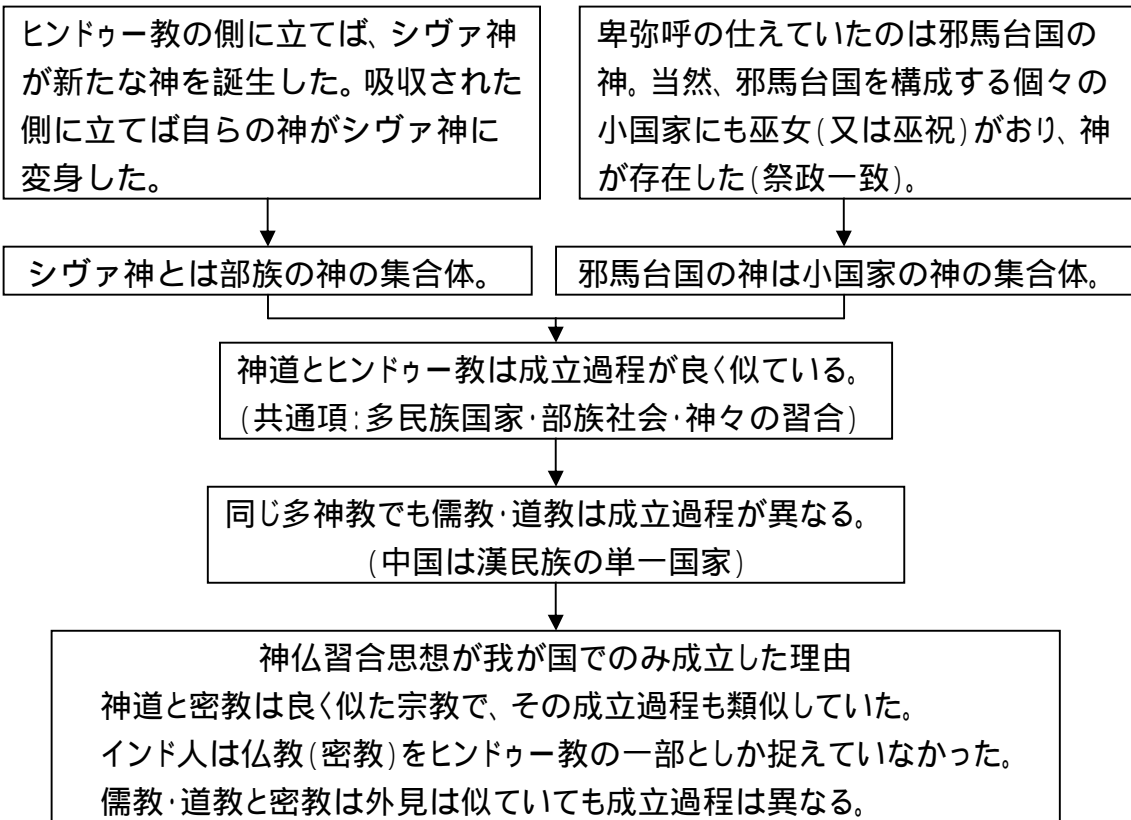 ヒンドゥー教の側に立てば、シヴァ神
が新たな神を誕生した。吸収された
側に立てば自らの神がシヴァ神に
変身した。
卑弥呼の仕えていたのは邪馬台国の
神。当然、邪馬台国を構成する個々の
小国家にも巫女(又は巫祝)がおり、神
が存在した(祭政一致)。
シヴァ神とは部族の神の集合体。
邪馬台国の神は小国家の神の集合体。
神道とヒンドゥー教は成立過程が良く似ている。
(共通項:多民族国家・部族社会・神々の習合)
同じ多神教でも儒教・道教は成立過程が異なる。
(中国は漢民族の単一国家)
神仏習合思想が我が国でのみ成立した理由
神道と密教は良く似た宗教で、その成立過程も類似していた。
インド人は仏教(密教)をヒンドゥー教の一部としか捉えていなかった。
儒教・道教と密教は外見は似ていても成立過程は異なる。